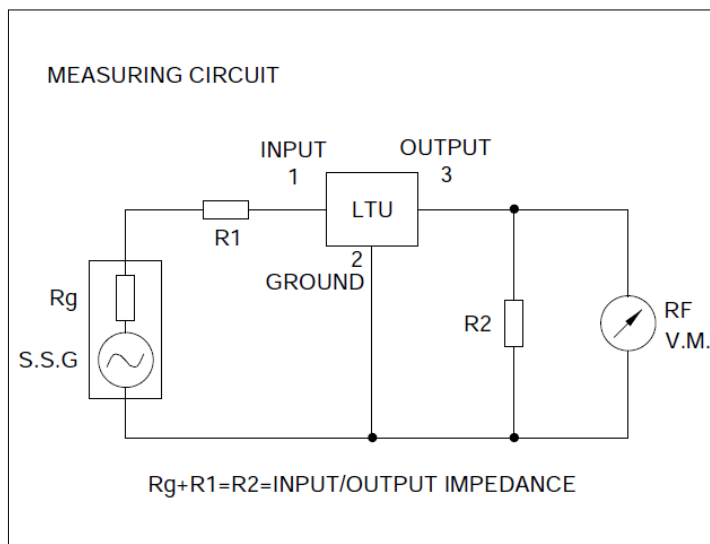 MEASURING CIRCUIT
INPUT
1
OUTPUT
3
LTU
R1
2
GROUND
Rg
S.S.G
R2
RF
V.M.
Rg+R1=R2=INPUT/OUTPUT IMPEDANCE